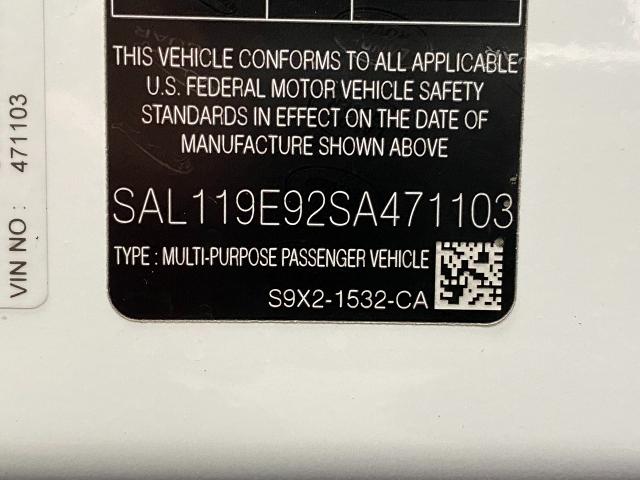 THIS VEHICLE CONFORMS TO ALL APPLICABLE
U.S. FEDERAL MOTOR VEHICLE SAFETY
STANDARDS IN EFFECT ON THE DATE OF
MANUFACTURE SHOWN ABOVE
SAL119E92SA471103
TYPE : MULTI-PURPOSE PASSENGER VEHICLE
S9X2-1532-CA
VIN NO : 471103